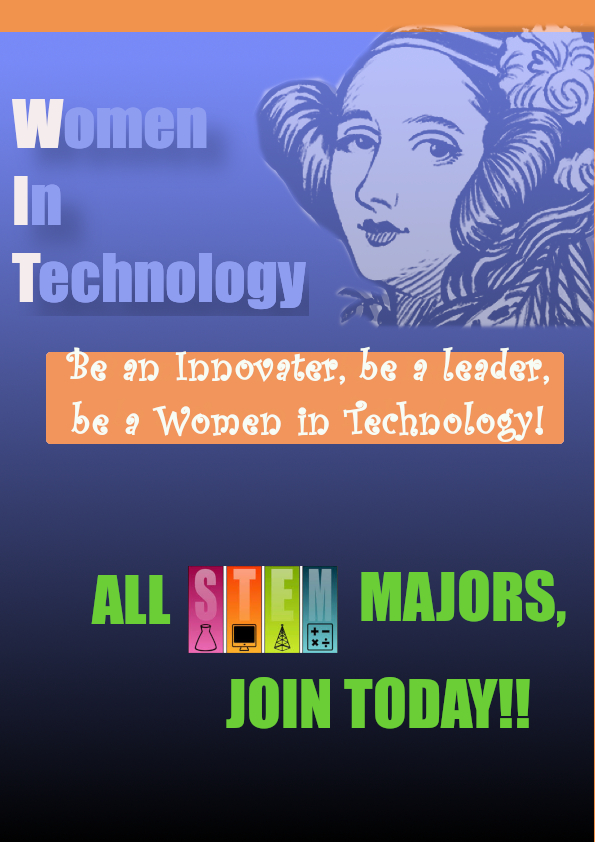 Women
In
Technology
Be an Innovater, be a leader,
be a Women in Technology!
ALL STEM MAJORS,
JOIN TODAY!!